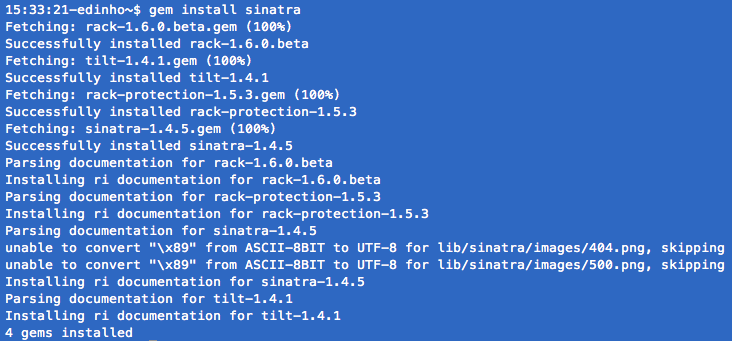 15:33:21-edinho~$ gem install sinatra
Fetching: rack-1.6.0.beta.gem (100%)
Successfully installed rack-1.6.0.beta
Fetching: tilt-1.4.1.gem (100%)
Successfully installed tilt-1.4.1
Fetching: rack-protection-1.5.3.gem (100%)
Successfully installed rack-protection-1.5.3
Fetching: sinatra-1.4.5.gem (100%)
Successfully installed sinatra-1.4.5
Parsing documentation for rack-1.6.0.beta
Installing ri documentation for rack-1.6.0.beta
Parsing documentation for rack-protection-1.5.3
Installing ri documentation for rack-protection-1.5.3
Parsing documentation for sinatra-1.4.5
unable to convert "\x89" from ASCII-8BIT to UTF-8 for lib/sinatra/images/404.png, skipping
unable to convert "\x89" from ASCII-8BIT to UTF-8 for lib/sinatra/images/500.png, skipping
Installing ri documentation for sinatra-1.4.5
Parsing documentation for tilt-1.4.1
Installing ri documentation for tilt-1.4.1
4 gems installed